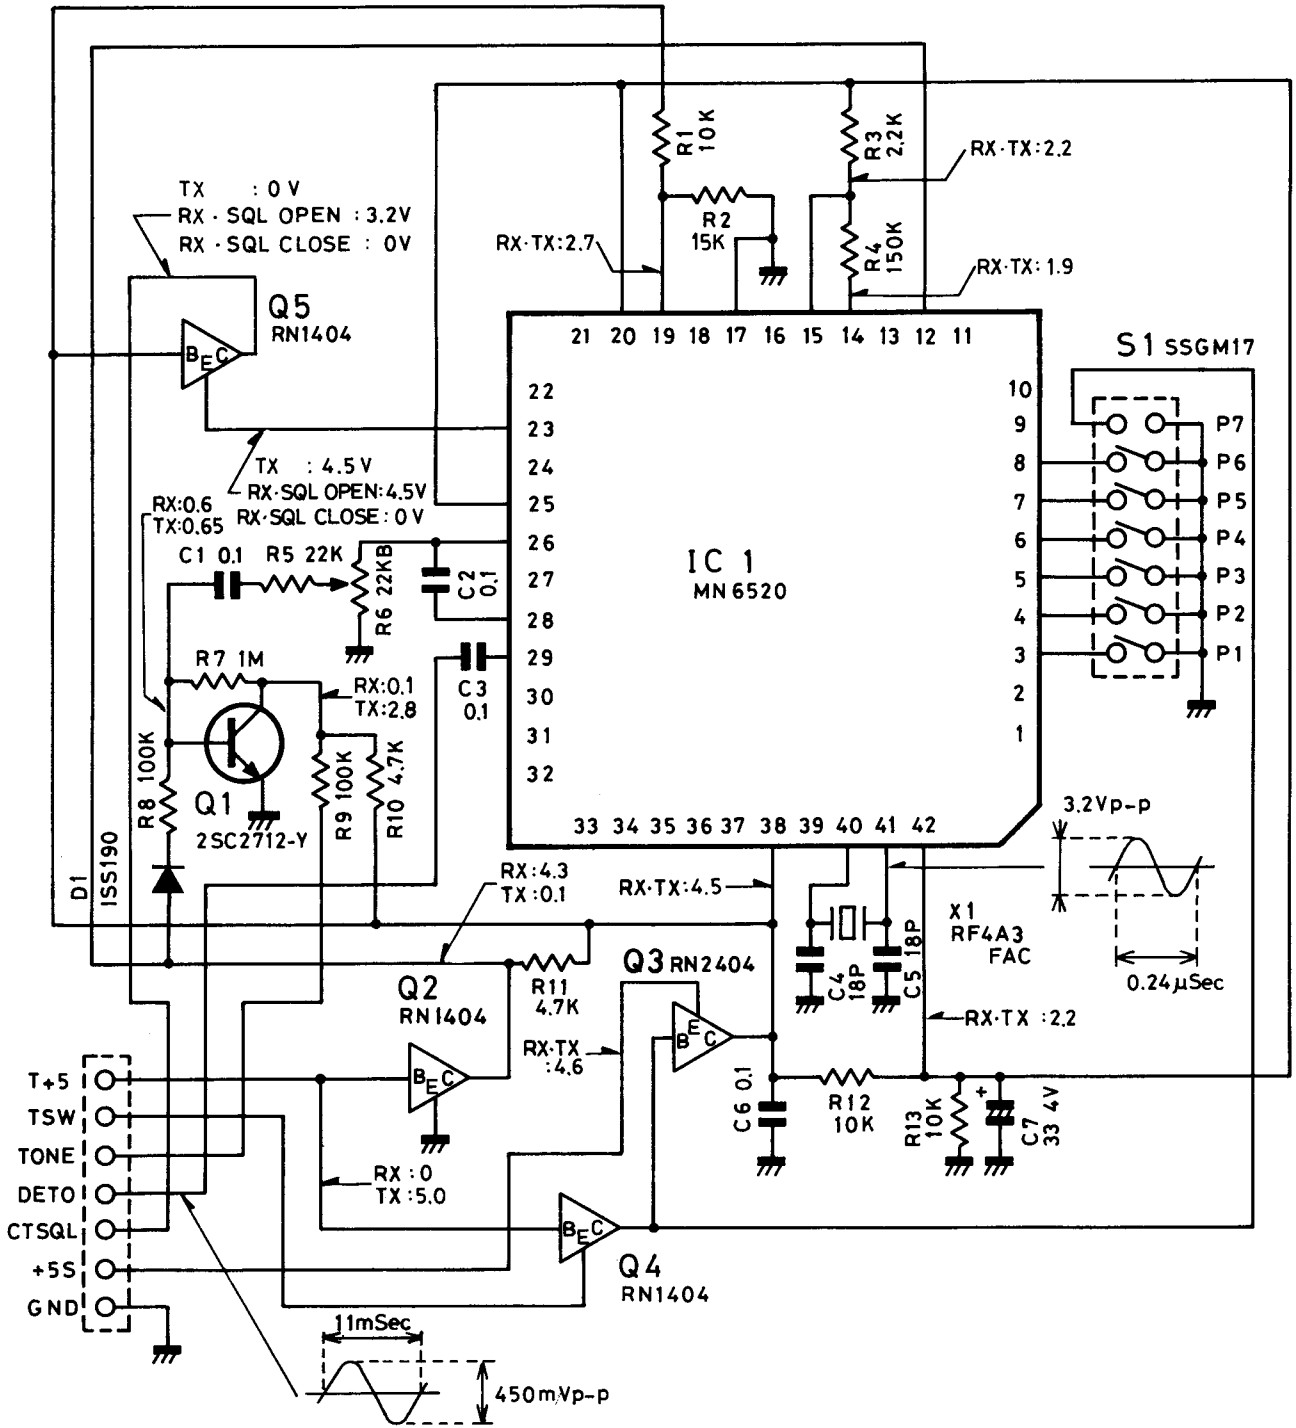 R1
10K
R2
15K
R3
2.2K
R4
150K
RX·TX:2.2
RX·TX:2.7
RX·TX:1.9
TX : 0 V
RX · SQL OPEN : 3.2V
RX · SQL CLOSE : 0V
Q5
RN1404
B E C
21 20 19 18 17 16 15 14 13 12 11
S1 SSGM17
22
23
24
25
26
27
28
29
30
31
32
10
9
8
7
6
5
4
3
2
1
P7
P6
P5
P4
P3
P2
P1
TX : 4.5 V
RX·SQL OPEN:4.5V
RX·SQL CLOSE:0V
RX:0.6
TX:0.65
C1 0.1
R5 22K
R6 22KB
C2
0.1
C3
0.1
IC 1
MN6520
R7 1M
RX:0.1
TX:2.8
R8 100K
Q1
2SC2712-Y
R9 100K
R10 4.7K
D1
ISS190
33 34 35 36 37 38 39 40 41 42
3.2Vp-p
0.24μSec
RX:4.3
TX:0.1
RX·TX:4.5
X1
RF4A3
FAC
C4
18P
C5 18P
Q3 RN2404
B E C
R11
4.7K
Q2
RN1404
B E C
RX·TX
:4.6
RX·TX :2.2
C6 0.1
R12
10K
R13
10K
+
C7
33 4V
T+5
TSW
TONE
DETO
CTSQL
+5S
GND
RX :0
TX :5.0
B E C
Q4
RN1404
11mSec
450mVp-p